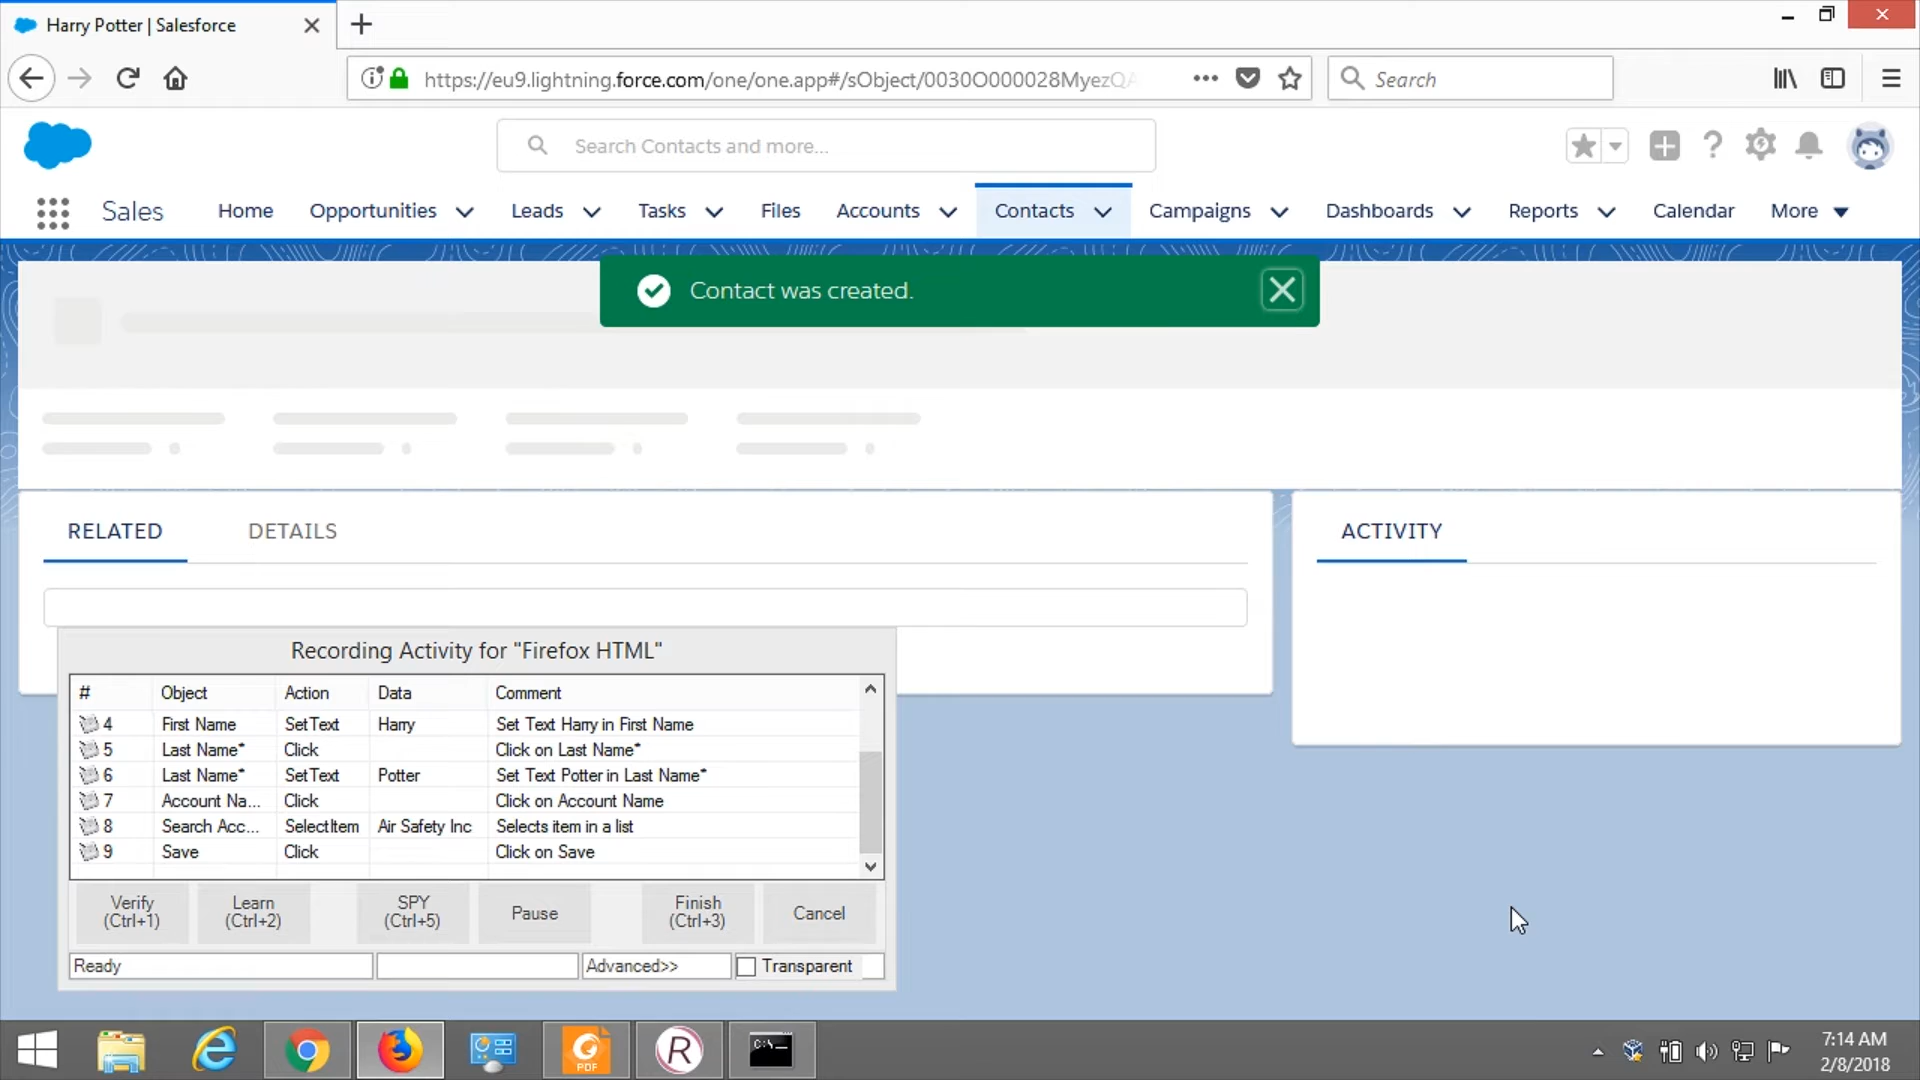 Harry Potter | Salesforce
https://eu9.lightning.force.com/one/one.app#/sObject/0030O000028MyezQA
Search
Search Contacts and more...
Sales
Home
Opportunities
Leads
Tasks
Files
Accounts
Contacts
Campaigns
Dashboards
Reports
Calendar
More
Contact was created.
RELATED
DETAILS
ACTIVITY
Recording Activity for "Firefox HTML"
# Object Action Data Comment
4 First Name SetText Harry Set Text Harry in First Name
5 Last Name* Click Click on Last Name*
6 Last Name* SetText Potter Set Text Potter in Last Name*
7 Account Na... Click Click on Account Name
8 Search Acc... SelectItem Air Safety Inc Selects item in a list
9 Save Click Click on Save
Verify (Ctrl+1)
Learn (Ctrl+2)
SPY (Ctrl+5)
Pause
Finish (Ctrl+3)
Cancel
Ready
Advanced>>
Transparent
PDF
R
C:\-
7:14 AM
2/8/2018